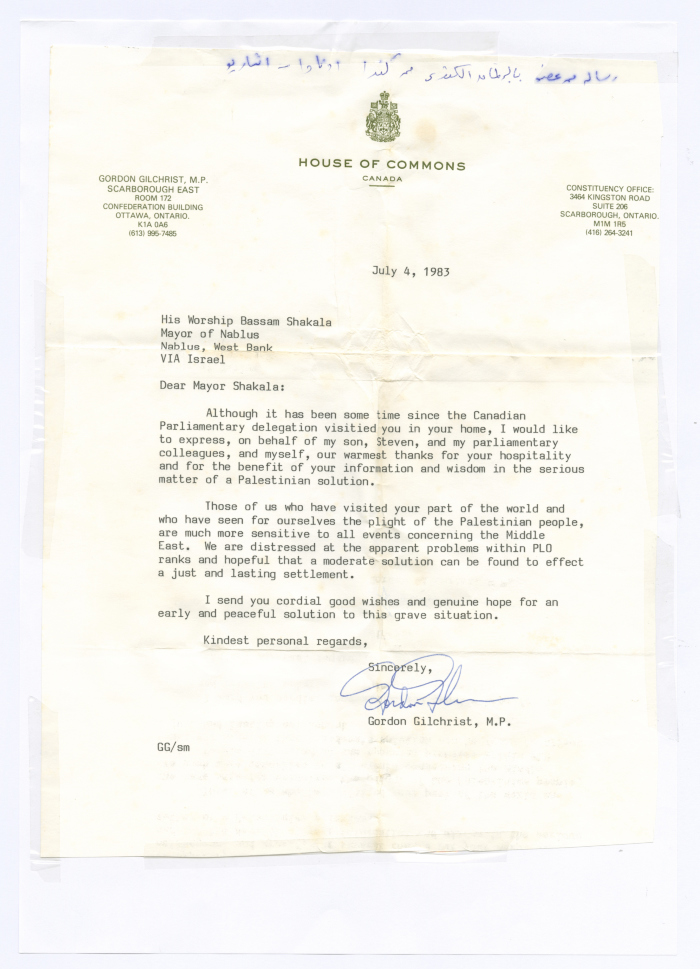 رسالة من عضو بالبرلمان الكندي من كندا اوتاوا - انتاريو
HOUSE OF COMMONS
CANADA
GORDON GILCHRIST, M.P.
SCARBOROUGH EAST
ROOM 172
CONFEDERATION BUILDING
OTTAWA, ONTARIO.
K1A 0A6
(613) 995-7485
CONSTITUENCY OFFICE:
3464 KINGSTON ROAD
SUITE 206
SCARBOROUGH, ONTARIO.
M1M 1R5
(416) 264-3241
July 4, 1983
His Worship Bassam Shakala
Mayor of Nablus
Nablus, West Bank
VIA Israel
Dear Mayor Shakala:
Although it has been some time since the Canadian
Parliamentary delegation visitied you in your home, I would like
to express, on behalf of my son, Steven, and my parliamentary
colleagues, and myself, our warmest thanks for your hospitality
and for the benefit of your information and wisdom in the serious
matter of a Palestinian solution.
Those of us who have visited your part of the world and
who have seen for ourselves the plight of the Palestinian people,
are much more sensitive to all events concerning the Middle
East. We are distressed at the apparent problems within PLO
ranks and hopeful that a moderate solution can be found to effect
a just and lasting settlement.
I send you cordial good wishes and genuine hope for an
early and peaceful solution to this grave situation.
Kindest personal regards,
Sincerely,
Gordon Gilchrist, M.P.
GG/sm